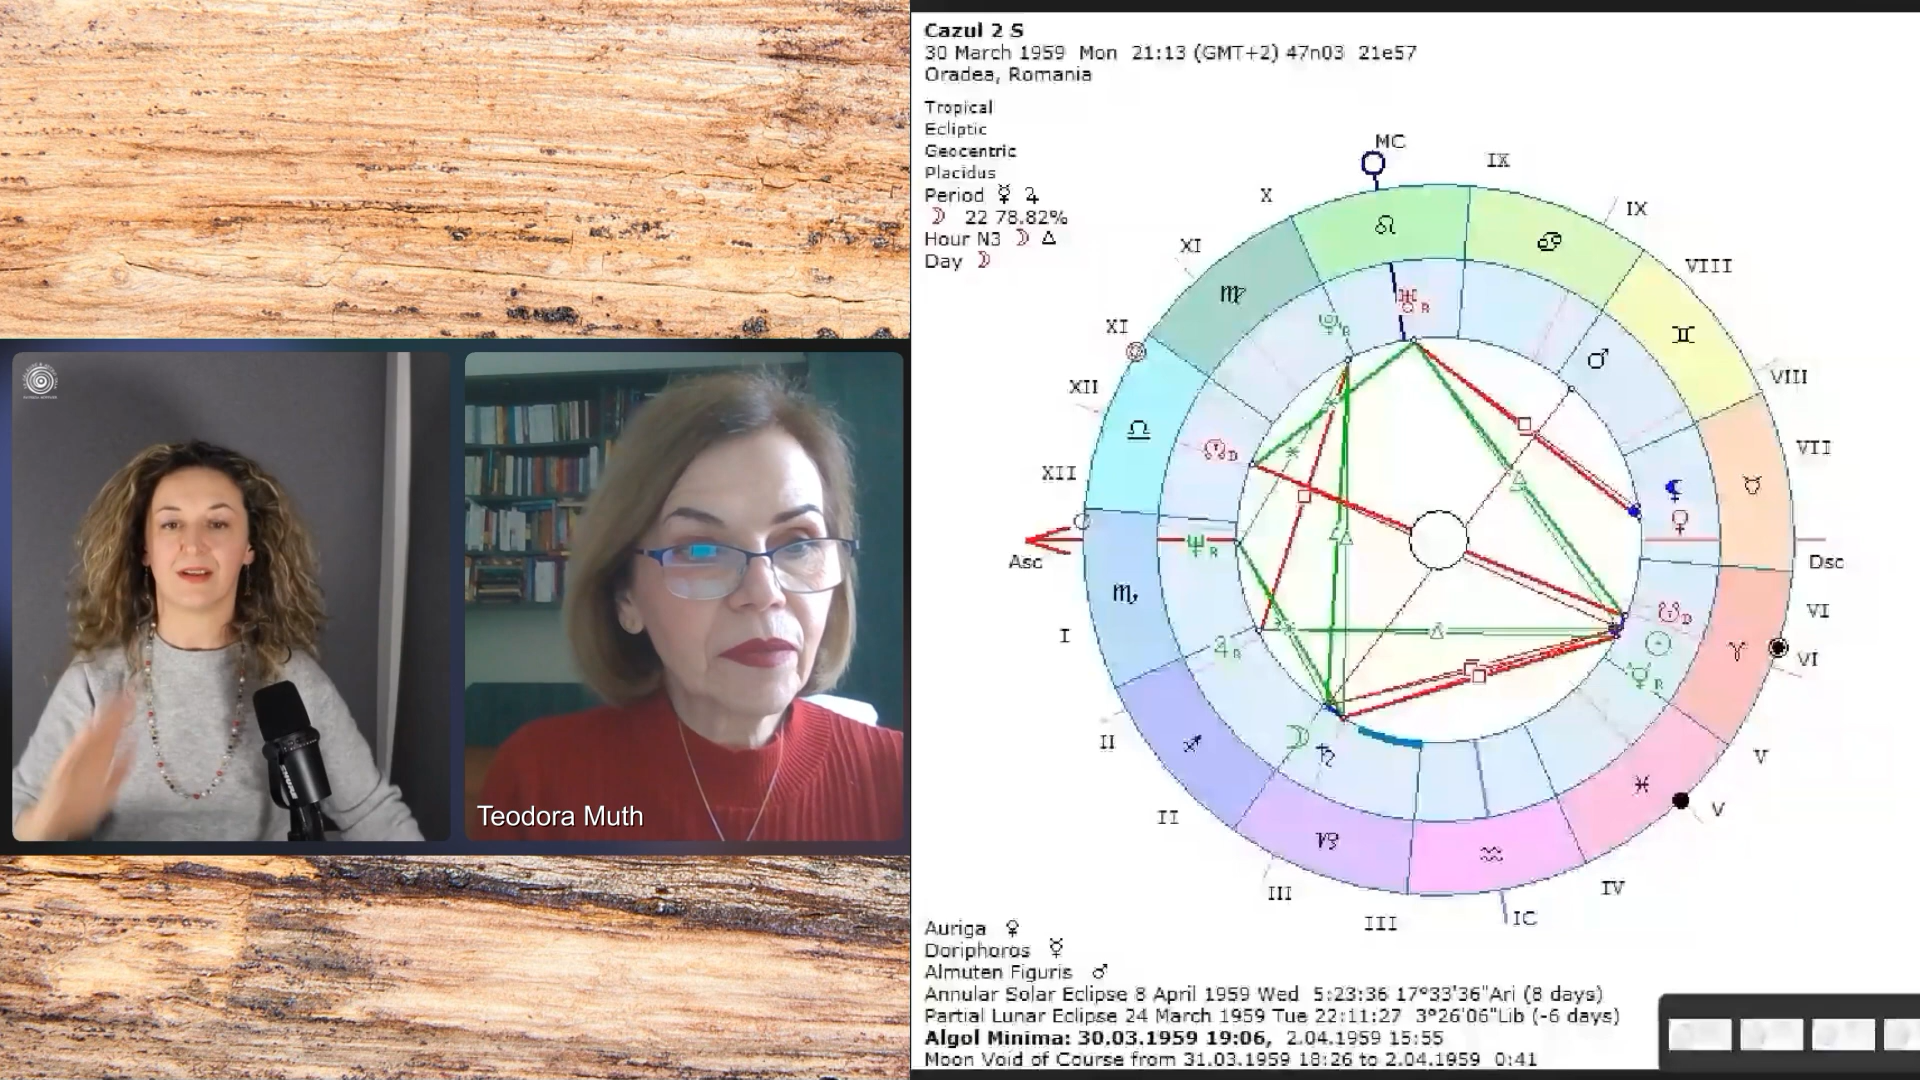 Cazul 2 S
30 March 1959 Mon 21:13 (GMT+2) 47n03 21e57
Oradea, Romania
Tropical
Ecliptic
Geocentric
Placidus
Period ☿ ♃
☽ 22 78.82%
Hour N3 ☽ △
Day ☽
MC
IX
X
IX
XI
VIII
XI
XII
VIII
VII
XII
Asc
Dsc
VI
I
VI
II
V
II
V
III
IV
IC
III
Teodora Muth
Auriga ♀
Doriphoros ☿
Almuten Figuris ♂
Annular Solar Eclipse 8 April 1959 Wed 5:23:36 17°33'36"Ari (8 days)
Partial Lunar Eclipse 24 March 1959 Tue 22:11:27 3°26'06"Lib (-6 days)
Algol Minima: 30.03.1959 19:06, 2.04.1959 15:55
Moon Void of Course from 31.03.1959 18:26 to 2.04.1959 0:41